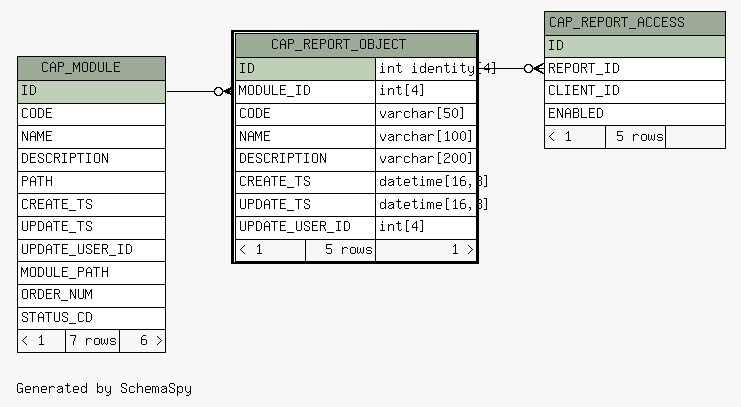 CAP_MODULE
ID
CODE
NAME
DESCRIPTION
PATH
CREATE_TS
UPDATE_TS
UPDATE_USER_ID
MODULE_PATH
ORDER_NUM
STATUS_CD
< 1 7 rows 6 >
CAP_REPORT_OBJECT
ID int identity[4]
MODULE_ID int[4]
CODE varchar[50]
NAME varchar[100]
DESCRIPTION varchar[200]
CREATE_TS datetime[16,3]
UPDATE_TS datetime[16,3]
UPDATE_USER_ID int[4]
< 1 5 rows 1 >
CAP_REPORT_ACCESS
ID
REPORT_ID
CLIENT_ID
ENABLED
< 1 5 rows
Generated by SchemaSpy